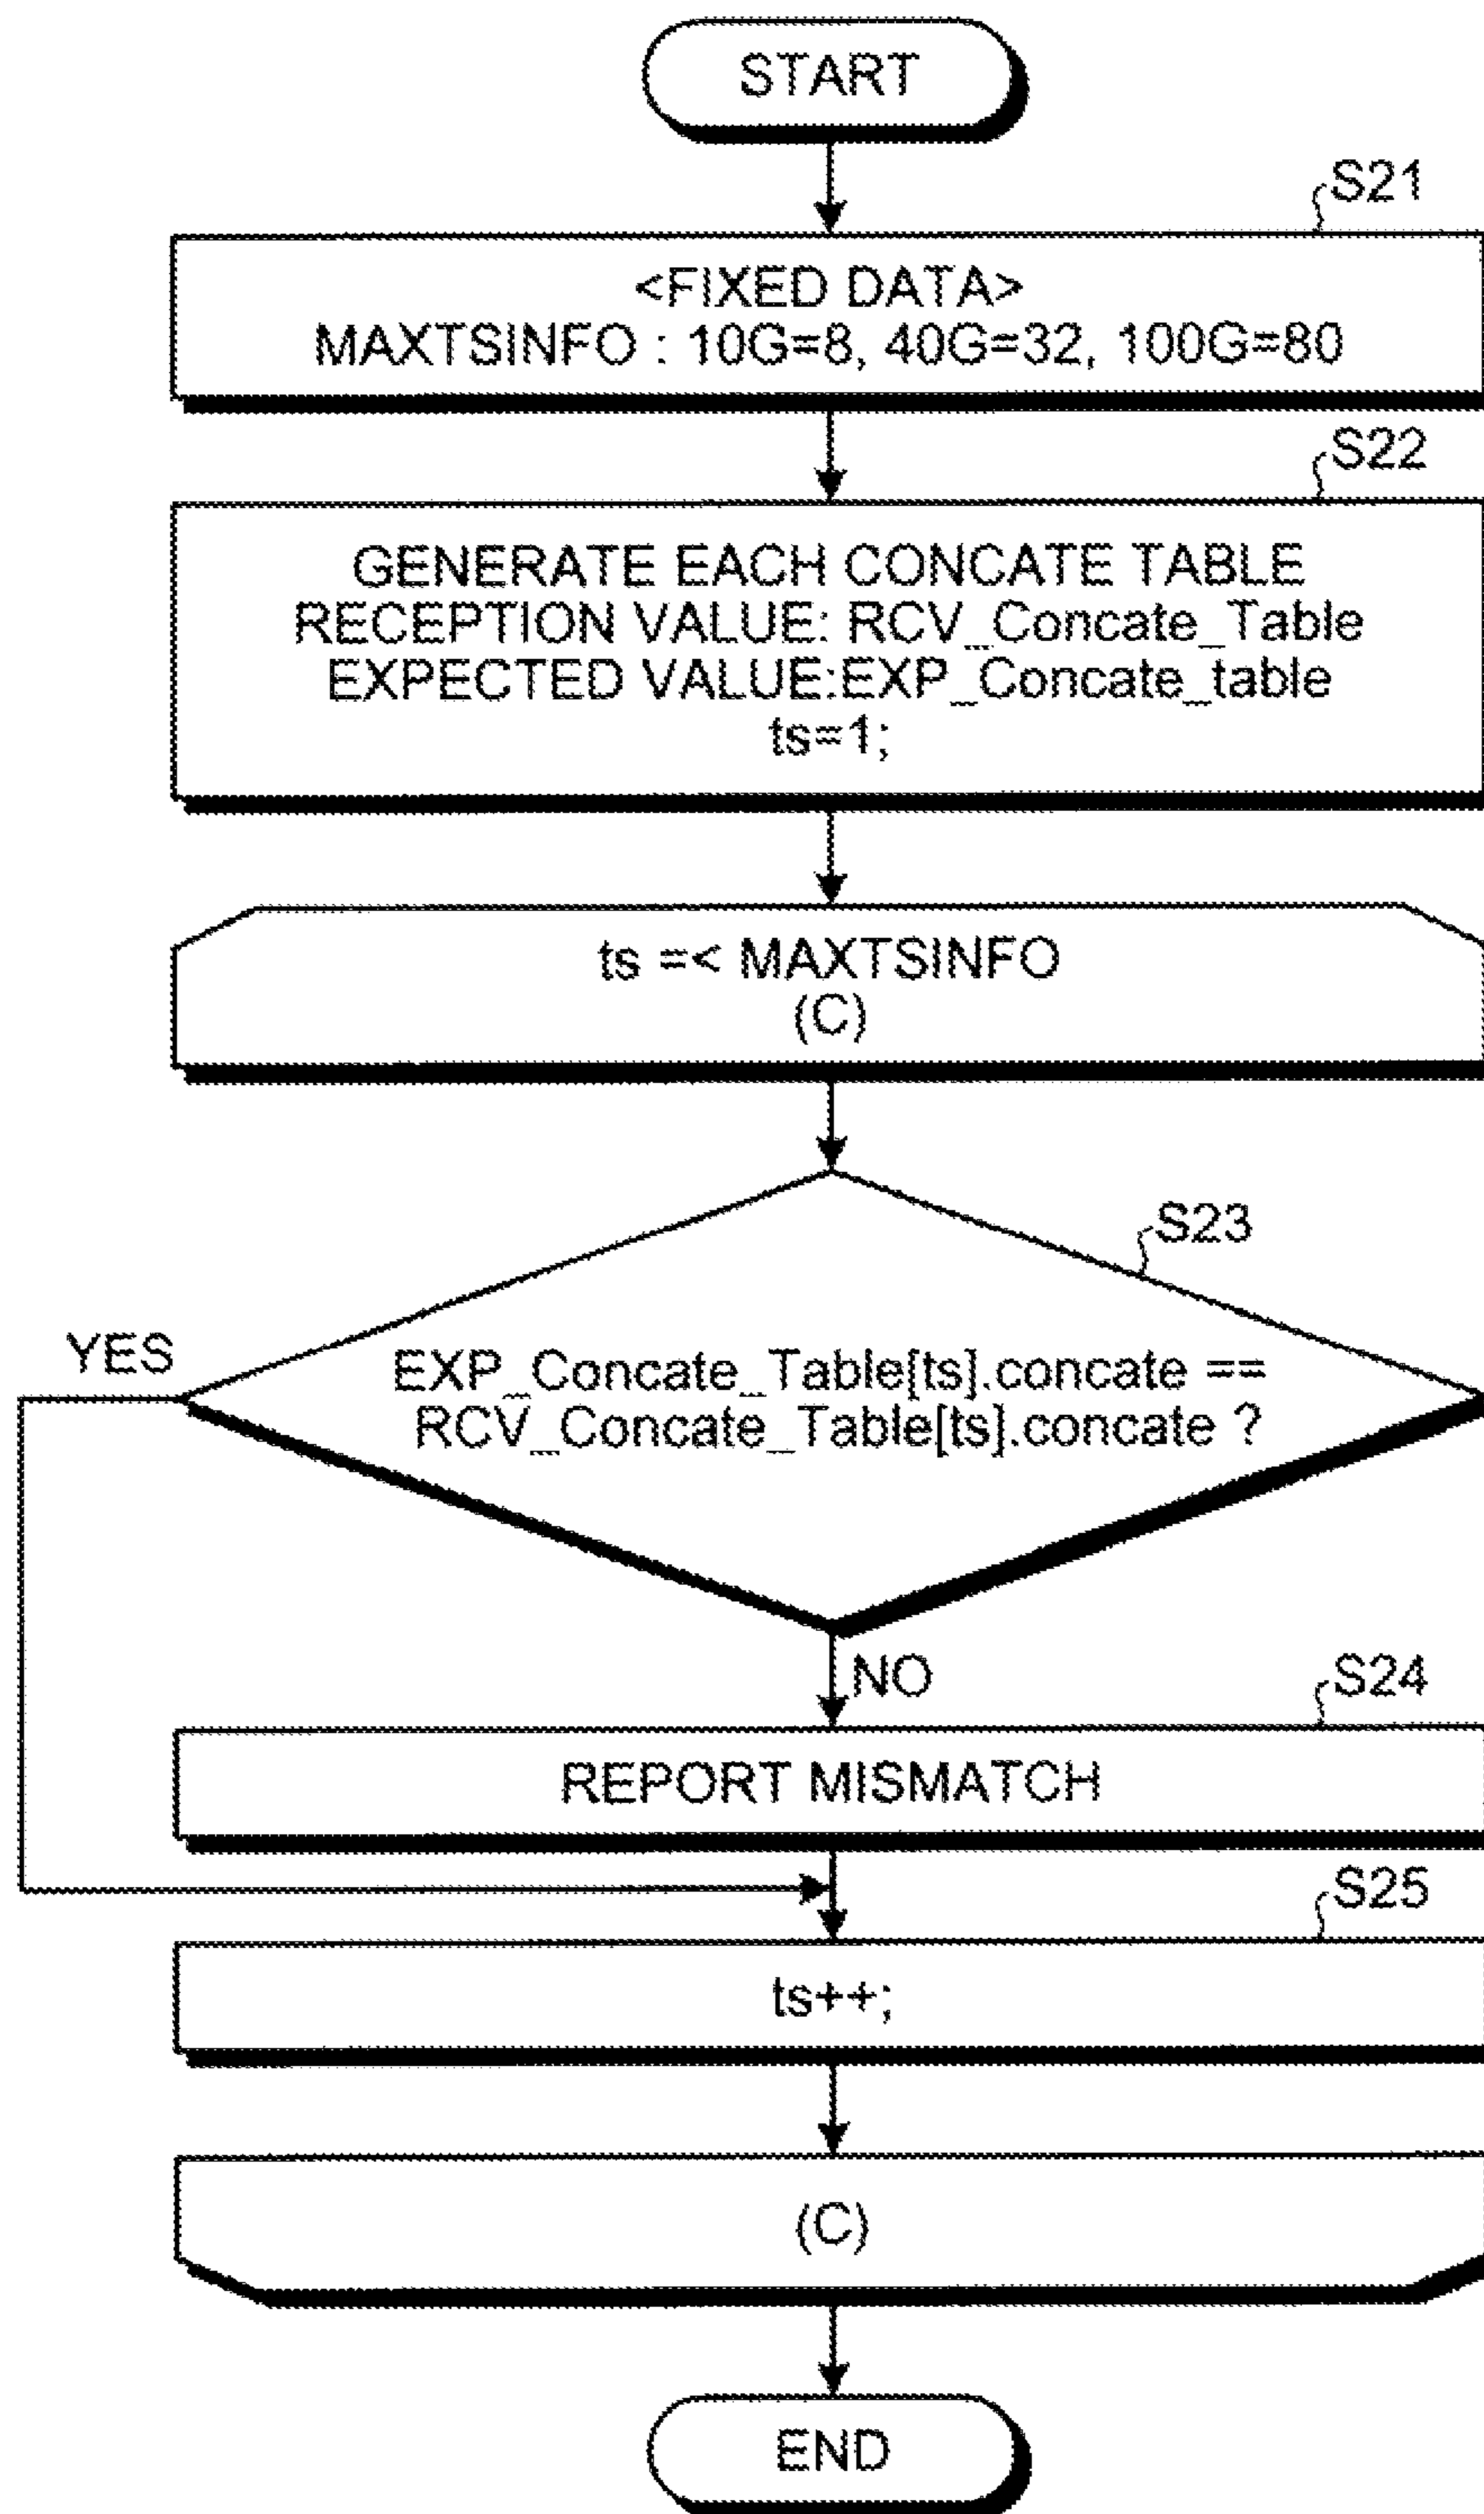 START
S21
<FIXED DATA>
MAXTSINFO : 10G=8, 40G=32, 100G=80
S22
GENERATE EACH CONCATE TABLE
RECEPTION VALUE: RCV_Concate_Table
EXPECTED VALUE:EXP_Concate_table
ts=1;
ts =< MAXTSINFO
(C)
S23
YES
EXP_Concate_Table[ts].concate ==
RCV_Concate_Table[ts].concate ?
NO
S24
REPORT MISMATCH
S25
ts++;
(C)
END